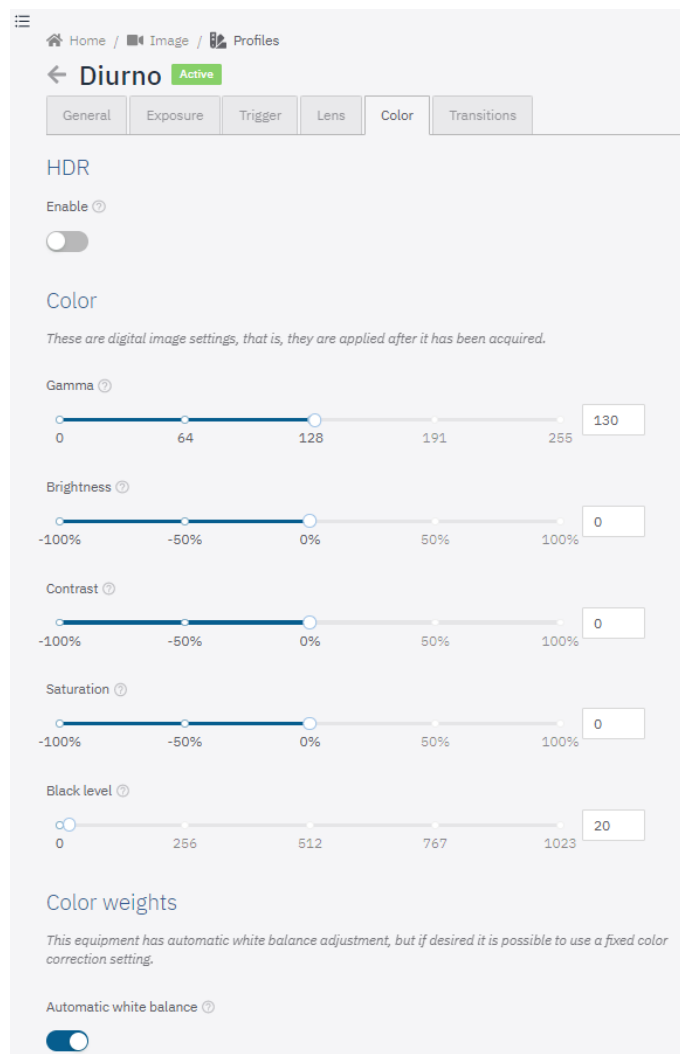 Home / Image / Profiles
Diurno Active
General Exposure Trigger Lens Color Transitions
HDR
Enable
Color
These are digital image settings, that is, they are applied after it has been acquired.
Gamma
130
0 64 128 191 255
Brightness
0
-100% -50% 0% 50% 100%
Contrast
0
-100% -50% 0% 50% 100%
Saturation
0
-100% -50% 0% 50% 100%
Black level
20
0 256 512 767 1023
Color weights
This equipment has automatic white balance adjustment, but if desired it is possible to use a fixed color
correction setting.
Automatic white balance